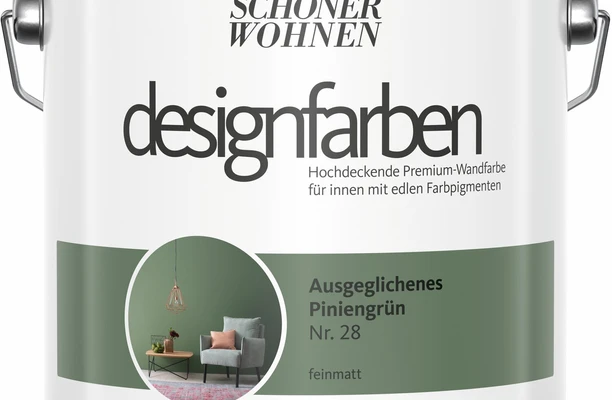 SCHÖNER
WOHNEN
designfarben
Hochdeckende Premium-Wandfarbe
für innen mit edlen Farbpigmenten
Ausgeglichenes
Piniengrün
Nr. 28
feinmatt